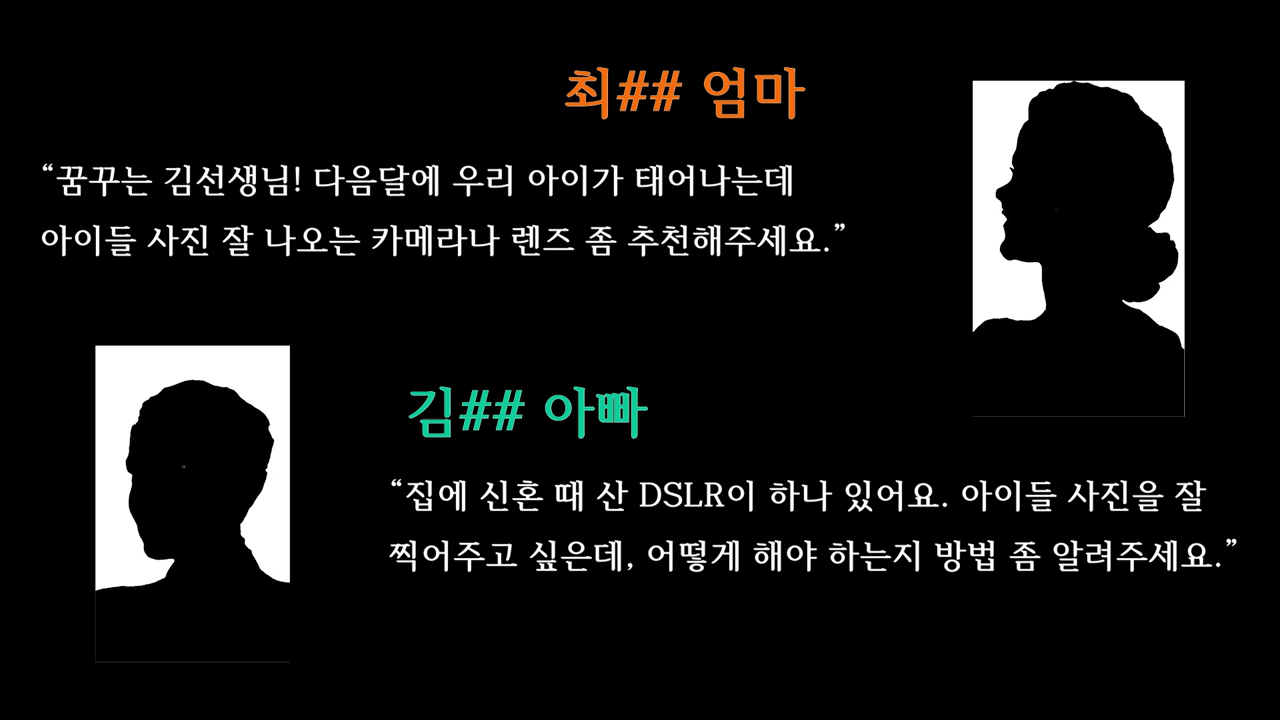 최## 엄마
“꿈꾸는 김선생님! 다음달에 우리 아이가 태어나는데
아이들 사진 잘 나오는 카메라나 렌즈 좀 추천해주세요.”
김## 아빠
“집에 신혼 때 산 DSLR이 하나 있어요. 아이들 사진을 잘
찍어주고 싶은데, 어떻게 해야 하는지 방법 좀 알려주세요.”